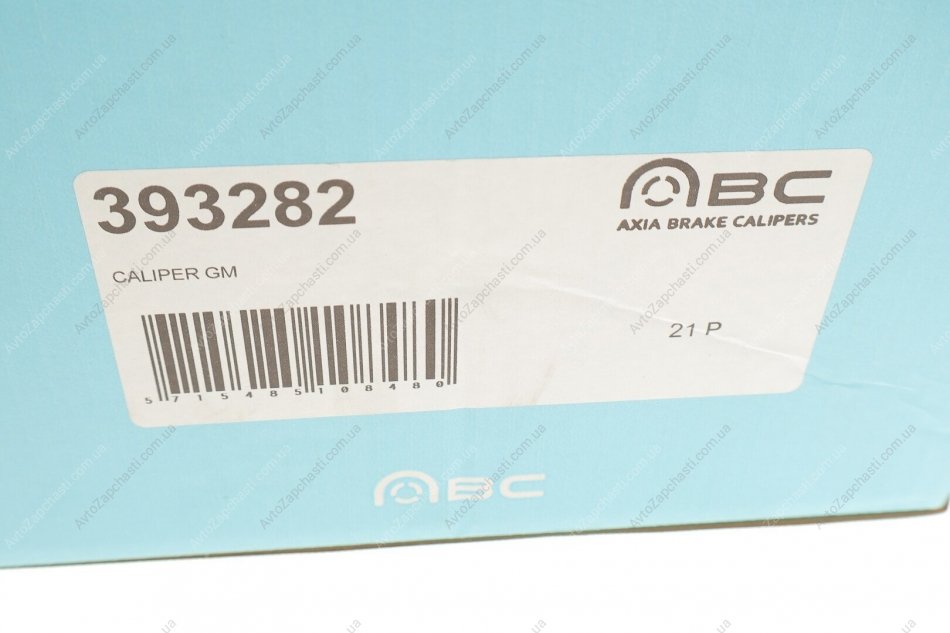 393282
ABC
AXIA BRAKE CALIPERS
CALIPER GM
21 P
5715485108480
ABC
AvtoZapchasti.com.ua